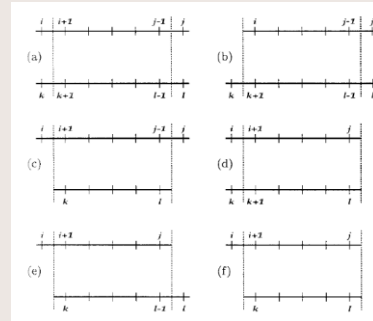 i i+1 j-1 j i j-1 j
(a) (b)
k k+1 l-1 l k k+1 l-1 l
i i+1 j-1 j i i+1 j
(c) (d)
k l k k+1 l
i i+1 j i i+1 j
(e) (f)
k l-1 l k l